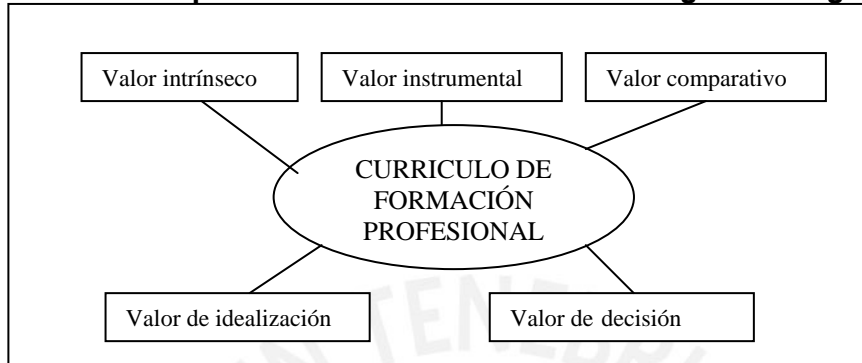 Valor intrínseco
Valor instrumental
Valor comparativo
CURRICULO DE
FORMACIÓN
PROFESIONAL
Valor de idealización
Valor de decisión